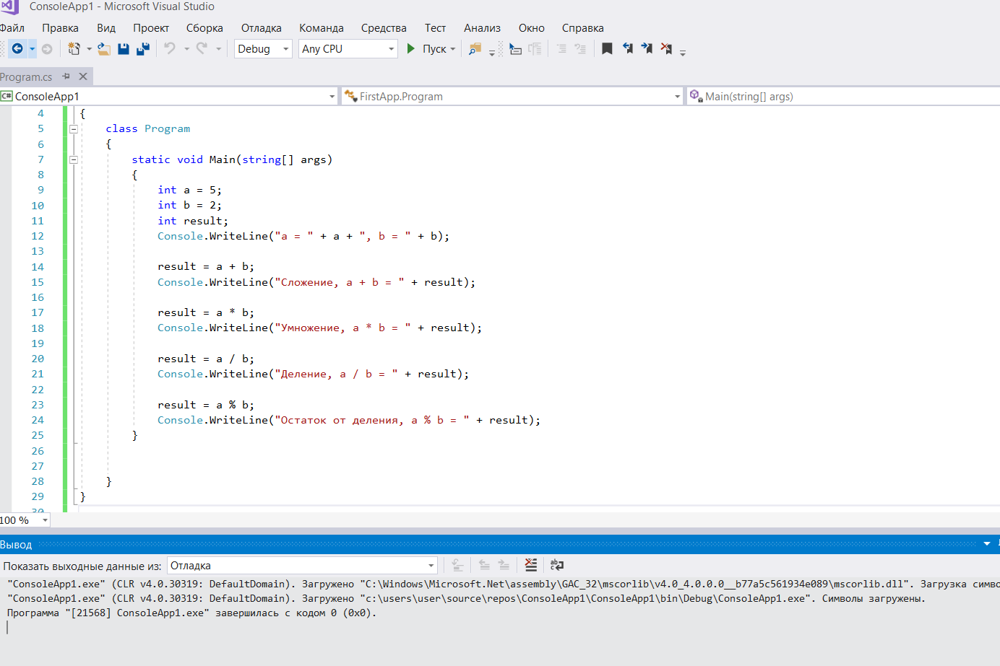 ConsoleApp1 - Microsoft Visual Studio
Файл Правка Вид Проект Сборка Отладка Команда Средства Тест Анализ Окно Справка
Debug Any CPU Пуск
Program.cs
C# ConsoleApp1 FirstApp.Program Main(string[] args)
4 {
5 class Program
6 {
7 static void Main(string[] args)
8 {
9 int a = 5;
10 int b = 2;
11 int result;
12 Console.WriteLine("a = " + a + ", b = " + b);
13
14 result = a + b;
15 Console.WriteLine("Сложение, a + b = " + result);
16
17 result = a * b;
18 Console.WriteLine("Умножение, a * b = " + result);
19
20 result = a / b;
21 Console.WriteLine("Деление, a / b = " + result);
22
23 result = a % b;
24 Console.WriteLine("Остаток от деления, a % b = " + result);
25 }
26
27
28 }
29 }
30
100 %
Вывод
Показать выходные данные из: Отладка
"ConsoleApp1.exe" (CLR v4.0.30319: DefaultDomain). Загружено "C:\Windows\Microsoft.Net\assembly\GAC_32\mscorlib\v4.0_4.0.0.0__b77a5c561934e089\mscorlib.dll". Загрузка симво
"ConsoleApp1.exe" (CLR v4.0.30319: DefaultDomain). Загружено "c:\users\user\source\repos\ConsoleApp1\ConsoleApp1\bin\Debug\ConsoleApp1.exe". Символы загружены.
Программа "[21568] ConsoleApp1.exe" завершилась с кодом 0 (0x0).